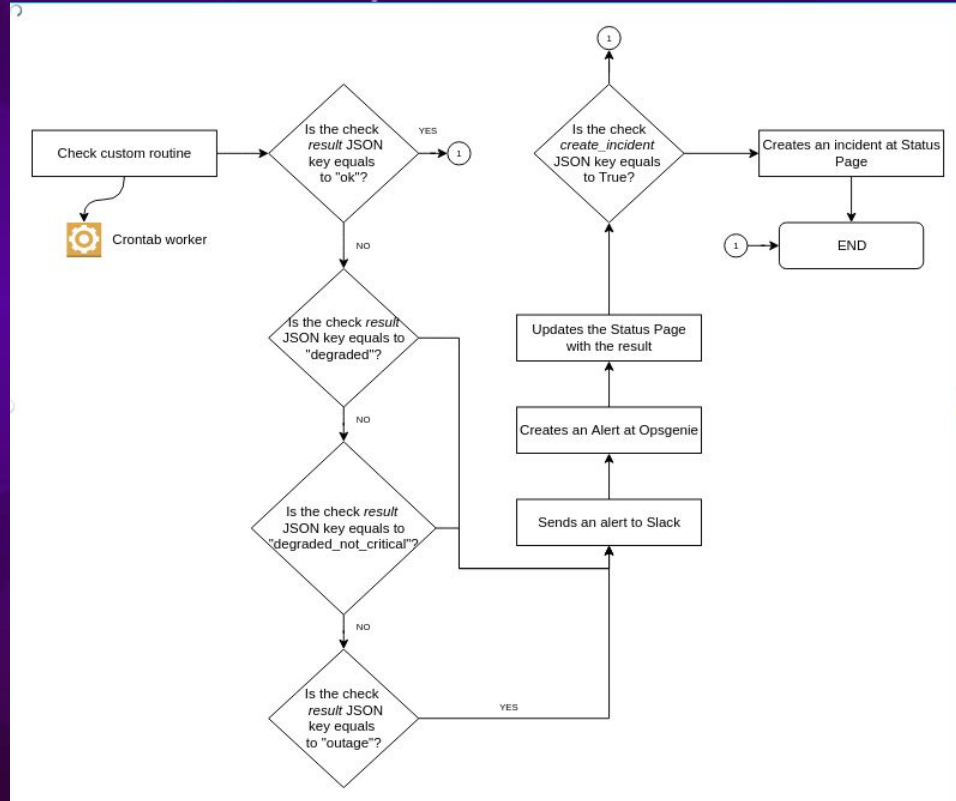 Check custom routine
Crontab worker
Is the check
result JSON
key equals
to "ok"?
YES
1
NO
Is the check result
JSON key equals to
"degraded"?
NO
Is the check result
JSON key equals to
"degraded_not_critical"?
NO
Is the check
result JSON
key equals
to "outage"?
YES
Sends an alert to Slack
Creates an Alert at Opsgenie
Updates the Status Page
with the result
Is the check
create_incident
JSON key equals
to True?
1
Creates an incident at Status
Page
1
END